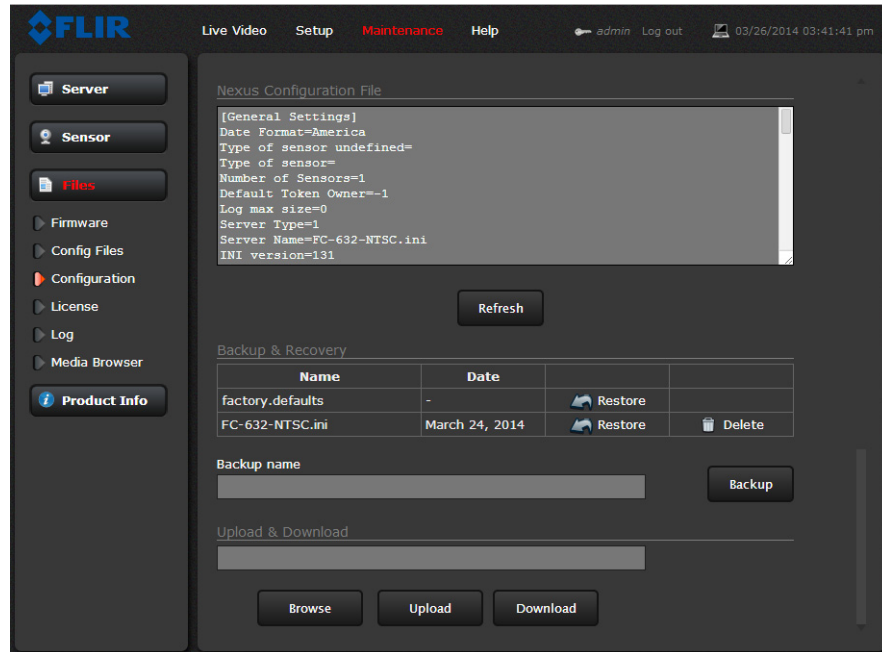 FLIR
Live Video Setup Maintenance Help admin Log out 03/26/2014 03:41:41 pm
Server
Sensor
Files
Firmware
Config Files
Configuration
License
Log
Media Browser
Product Info
Nexus Configuration File
[General Settings]
Date Format=America
Type of sensor undefined=
Type of sensor=
Number of Sensors=1
Default Token Owner=-1
Log max size=0
Server Type=1
Server Name=FC-632-NTSC.ini
INI version=131
Refresh
Backup & Recovery
Name Date
factory.defaults - Restore
FC-632-NTSC.ini March 24, 2014 Restore Delete
Backup name
Backup
Upload & Download
Browse Upload Download